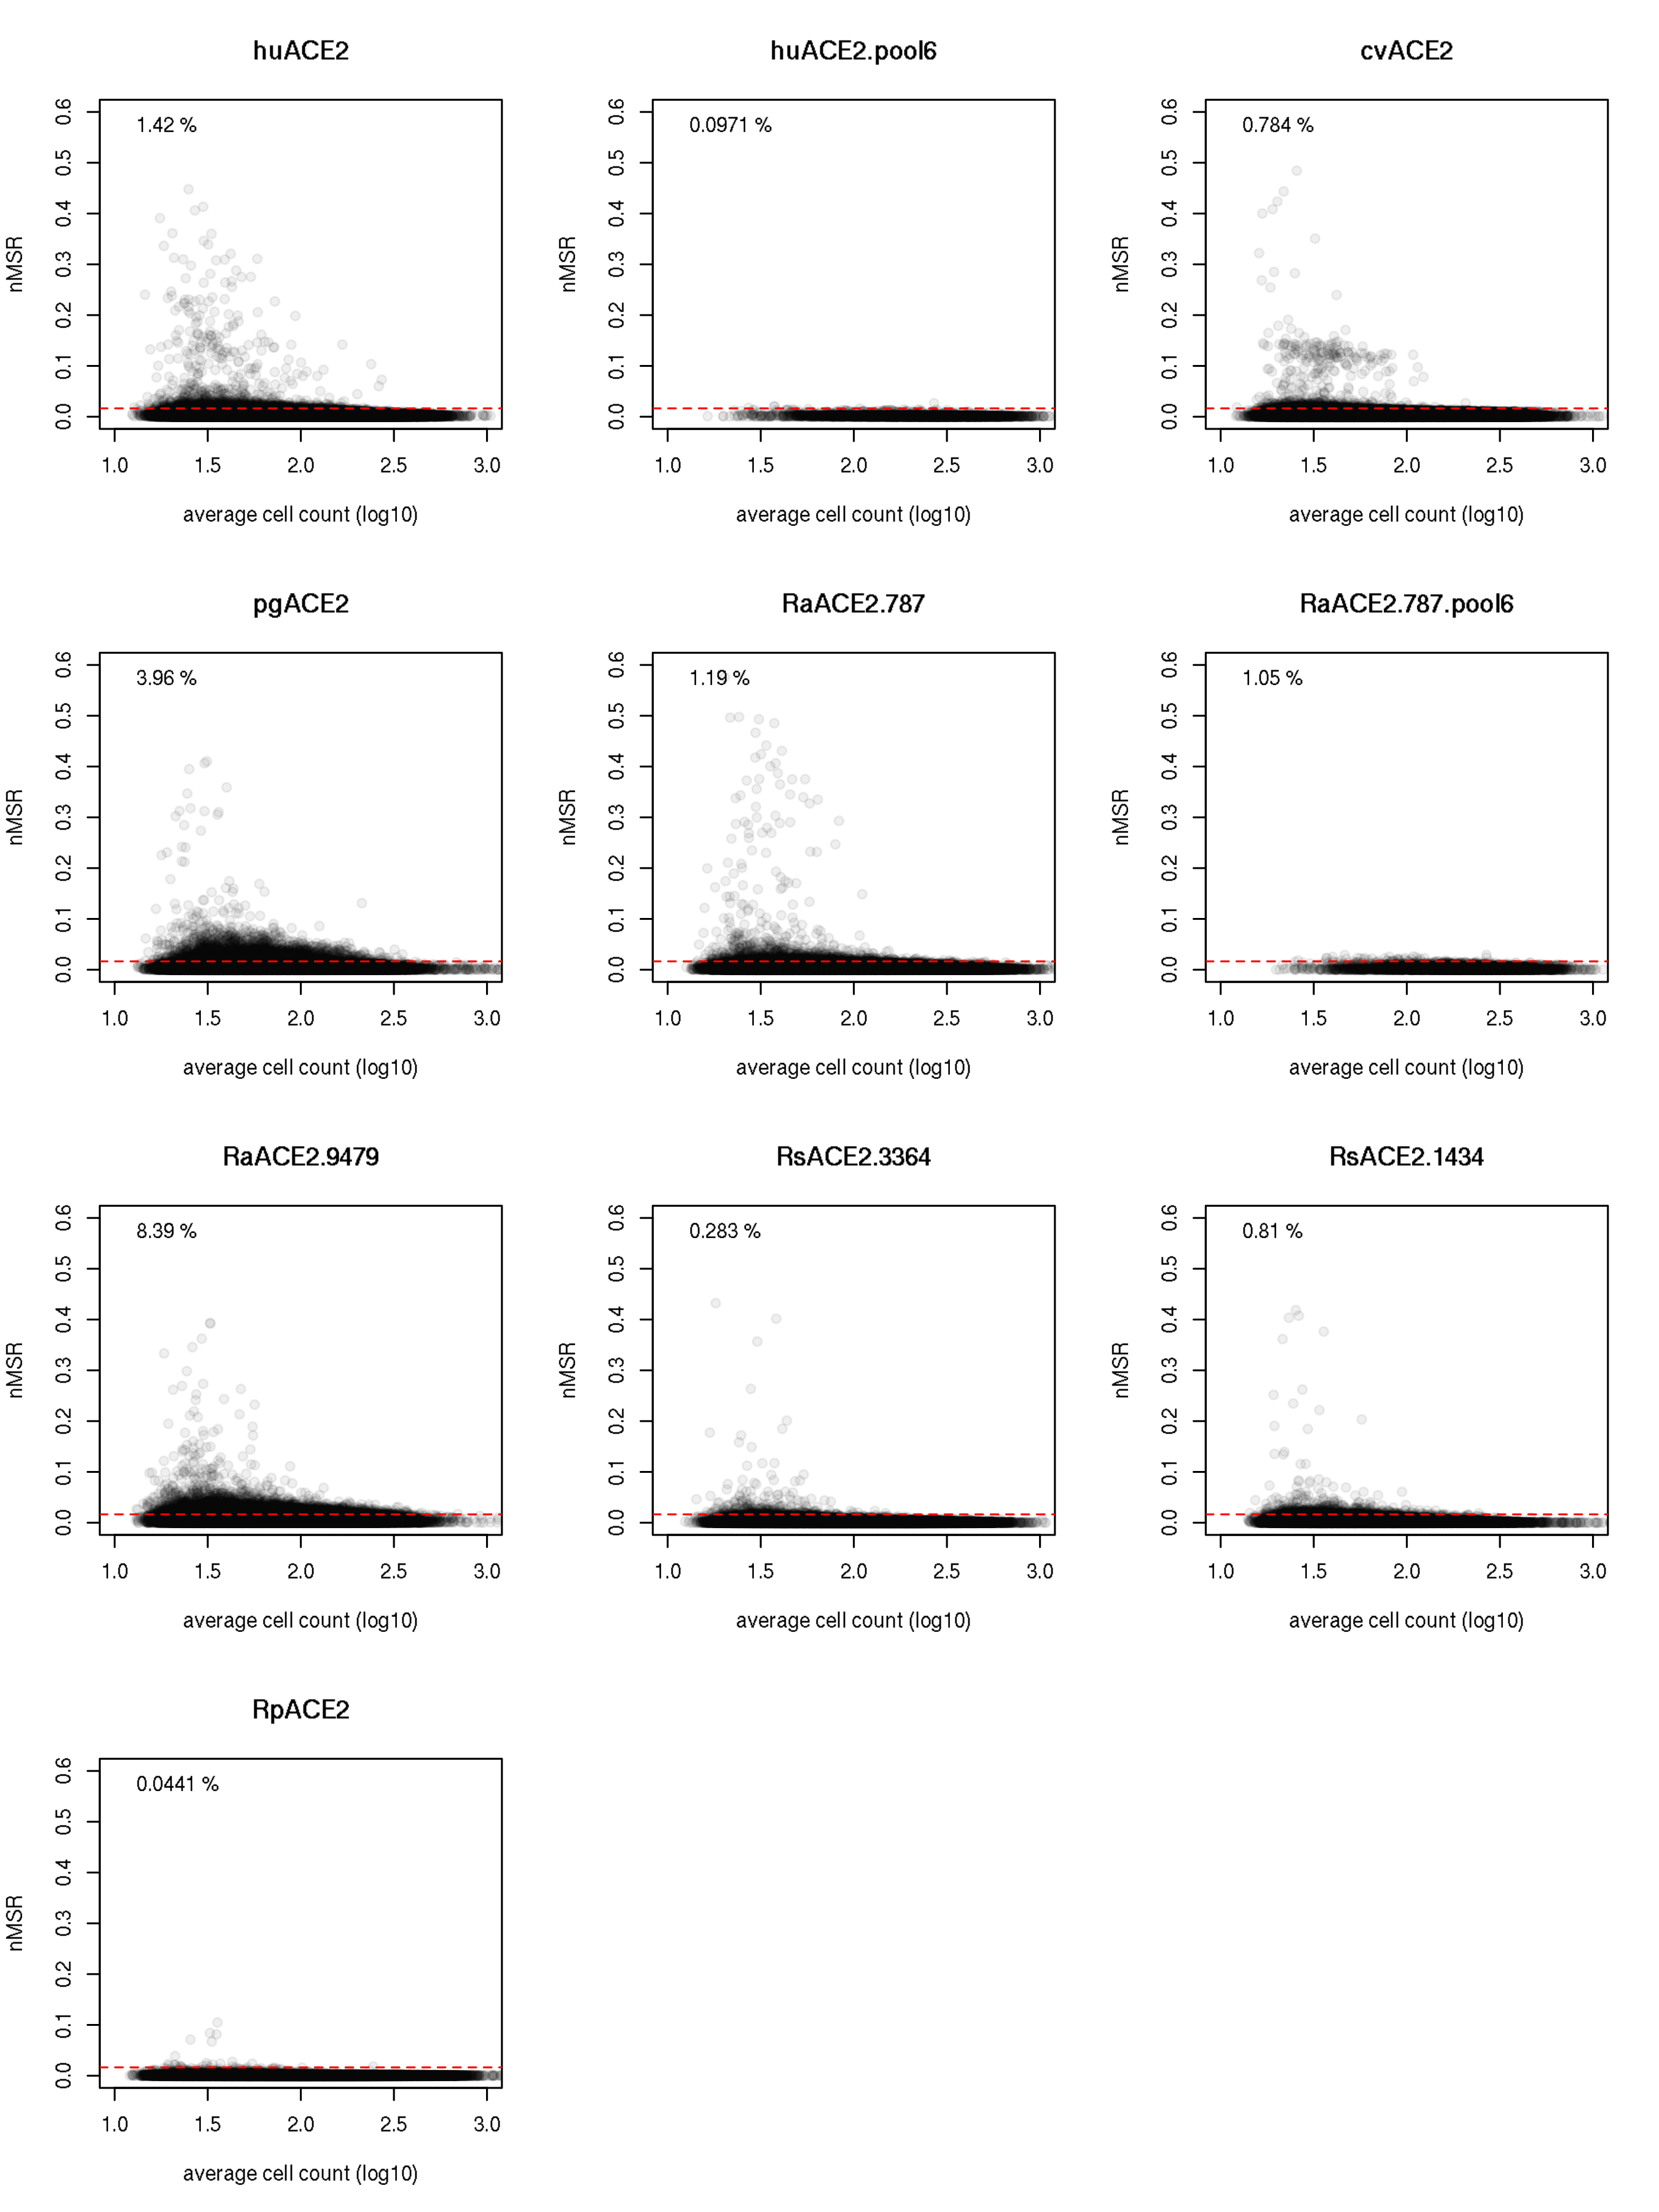 huACE2
1.42 %
0.0 0.1 0.2 0.3 0.4 0.5 0.6
nMSR
1.0 1.5 2.0 2.5 3.0
average cell count (log10)
huACE2.pool6
0.0971 %
0.0 0.1 0.2 0.3 0.4 0.5 0.6
nMSR
1.0 1.5 2.0 2.5 3.0
average cell count (log10)
cvACE2
0.784 %
0.0 0.1 0.2 0.3 0.4 0.5 0.6
nMSR
1.0 1.5 2.0 2.5 3.0
average cell count (log10)
pgACE2
3.96 %
0.0 0.1 0.2 0.3 0.4 0.5 0.6
nMSR
1.0 1.5 2.0 2.5 3.0
average cell count (log10)
RaACE2.787
1.19 %
0.0 0.1 0.2 0.3 0.4 0.5 0.6
nMSR
1.0 1.5 2.0 2.5 3.0
average cell count (log10)
RaACE2.787.pool6
1.05 %
0.0 0.1 0.2 0.3 0.4 0.5 0.6
nMSR
1.0 1.5 2.0 2.5 3.0
average cell count (log10)
RaACE2.9479
8.39 %
0.0 0.1 0.2 0.3 0.4 0.5 0.6
nMSR
1.0 1.5 2.0 2.5 3.0
average cell count (log10)
RsACE2.3364
0.283 %
0.0 0.1 0.2 0.3 0.4 0.5 0.6
nMSR
1.0 1.5 2.0 2.5 3.0
average cell count (log10)
RsACE2.1434
0.81 %
0.0 0.1 0.2 0.3 0.4 0.5 0.6
nMSR
1.0 1.5 2.0 2.5 3.0
average cell count (log10)
RpACE2
0.0441 %
0.0 0.1 0.2 0.3 0.4 0.5 0.6
nMSR
1.0 1.5 2.0 2.5 3.0
average cell count (log10)